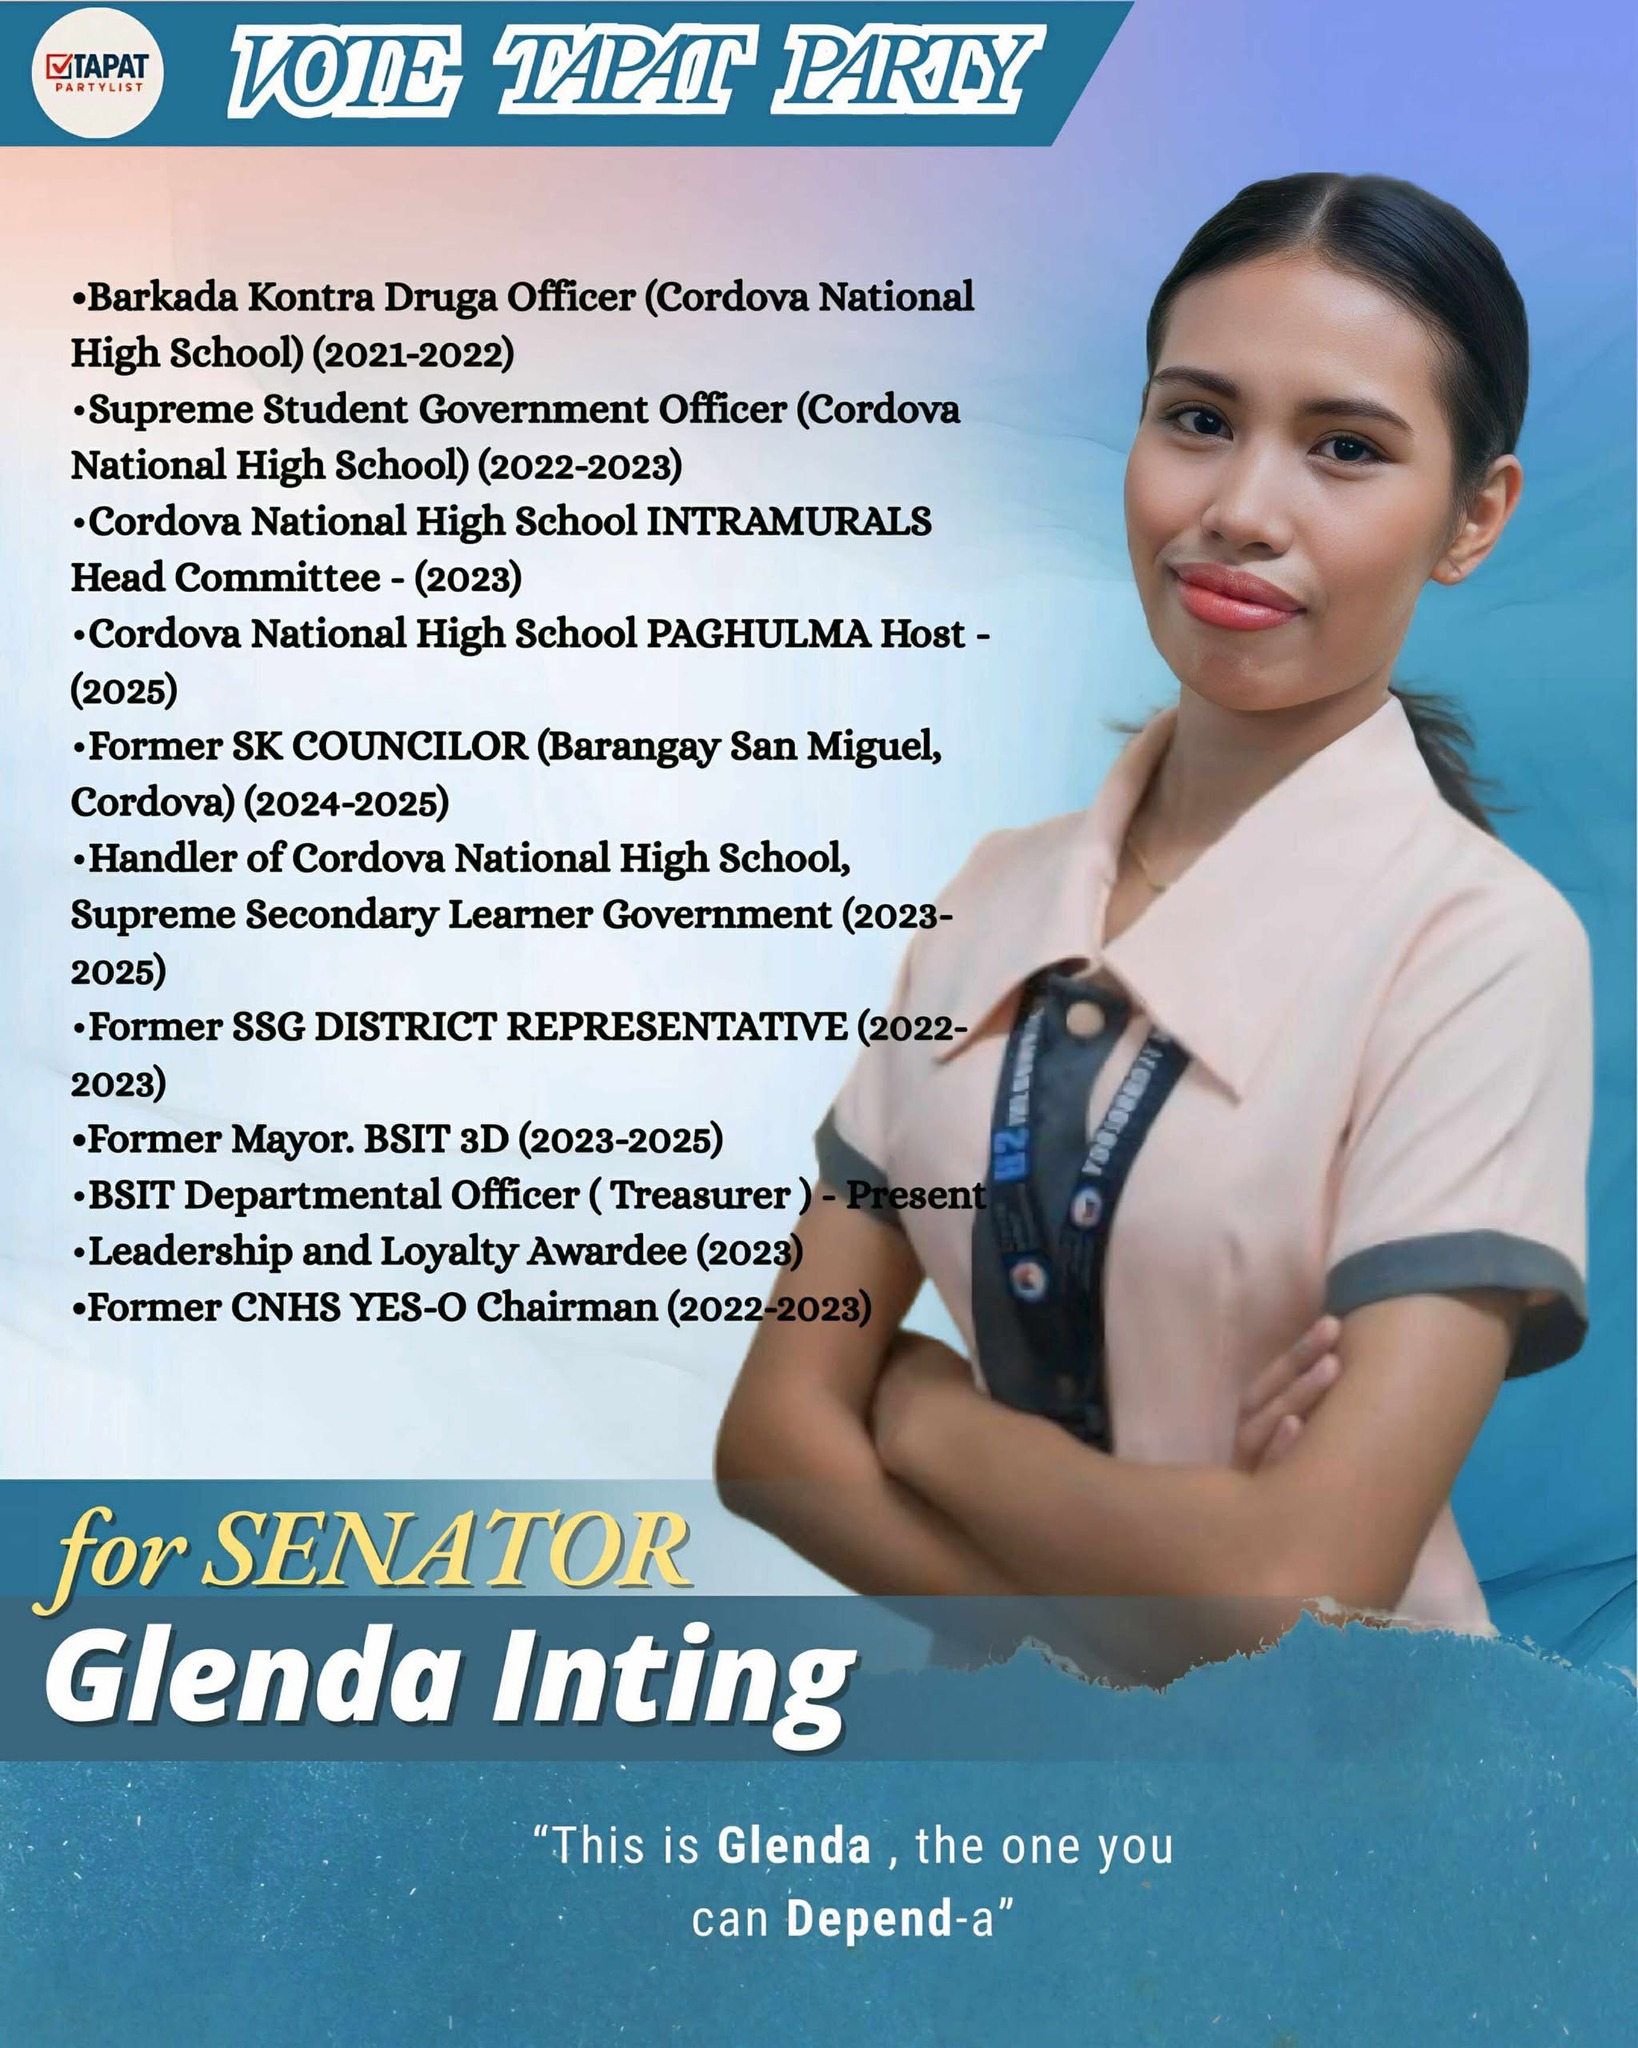 TAPAT
PARTYLIST
VOTE TAPAT PARTY
•Barkada Kontra Druga Officer (Cordova National
High School) (2021-2022)
•Supreme Student Government Officer (Cordova
National High School) (2022-2023)
•Cordova National High School INTRAMURALS
Head Committee - (2023)
•Cordova National High School PAGHULMA Host -
(2025)
•Former SK COUNCILOR (Barangay San Miguel,
Cordova) (2024-2025)
•Handler of Cordova National High School,
Supreme Secondary Learner Government (2023-
2025)
•Former SSG DISTRICT REPRESENTATIVE (2022-
2023)
•Former Mayor. BSIT 3D (2023-2025)
•BSIT Departmental Officer ( Treasurer ) - Present
•Leadership and Loyalty Awardee (2023)
•Former CNHS YES-O Chairman (2022-2023)
for SENATOR
Glenda Inting
“This is Glenda , the one you
can Depend-a”